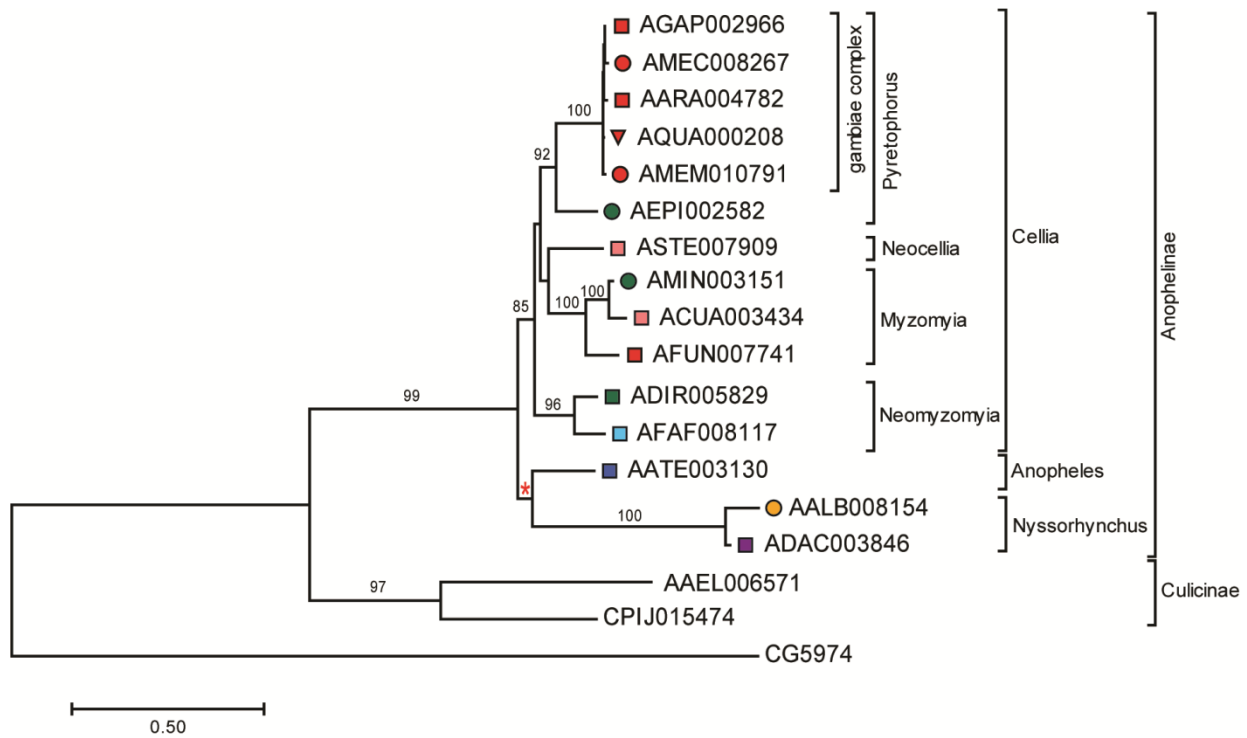 AGAP002966
AMEC008267
AARA004782
100
AQUA000208
92
AMEM010791
AEPI002582
gambiae complex
Pyretophorus
ASTE007909
Neocellia
Cellia
Anophelinae
AMIN003151
100
100
85
ACUA003434
Myzomyia
AFUN007741
ADIR005829
99
96
Neomyzomyia
AFAF008117
AATE003130
Anopheles
*
AALB008154
100
Nyssorhynchus
ADAC003846
AAEL006571
97
Culicinae
CPIJ015474
CG5974
0.50